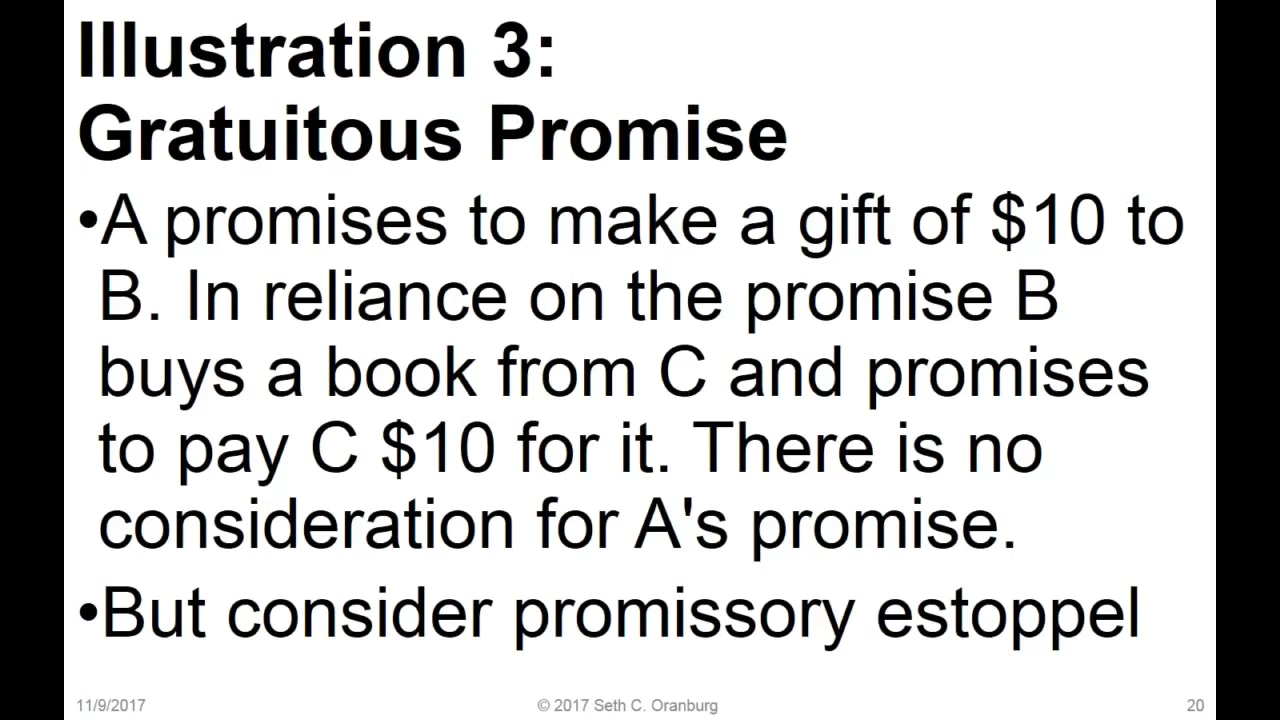 Illustration 3:
Gratuitous Promise
•A promises to make a gift of $10 to
B. In reliance on the promise B
buys a book from C and promises
to pay C $10 for it. There is no
consideration for A's promise.
•But consider promissory estoppel
11/9/2017
© 2017 Seth C. Oranburg
20